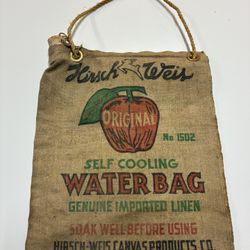 Hirsch Weis
ORIGINAL
No 1502
SELF COOLING
WATER BAG
GENUINE IMPORTED LINEN
SOAK WELL BEFORE USING
HIRSCH-WEIS CANVAS PRODUCTS CO.